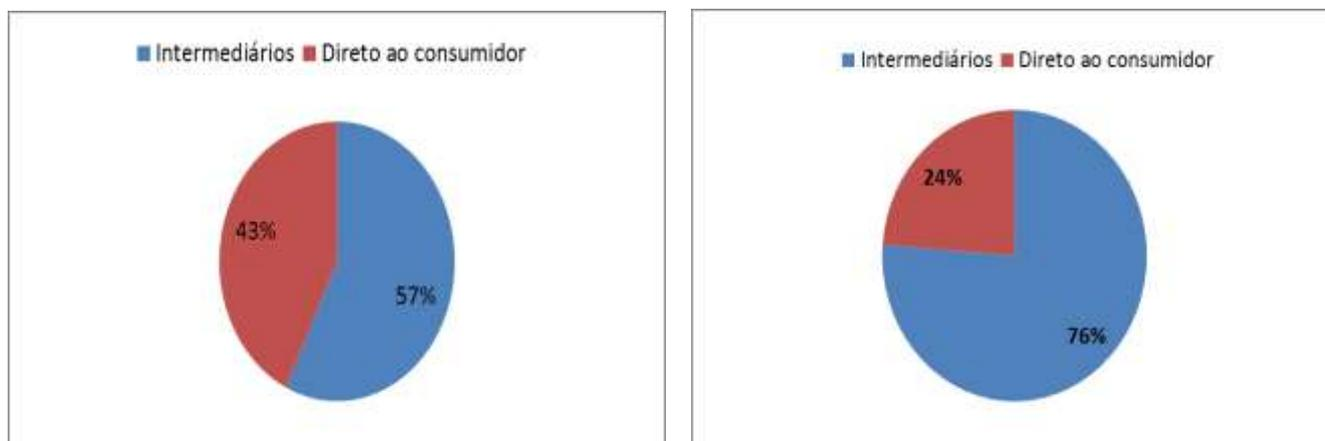 Intermediários Direto ao consumidor
43%
57%
Intermediários Direto ao consumidor
24%
76%